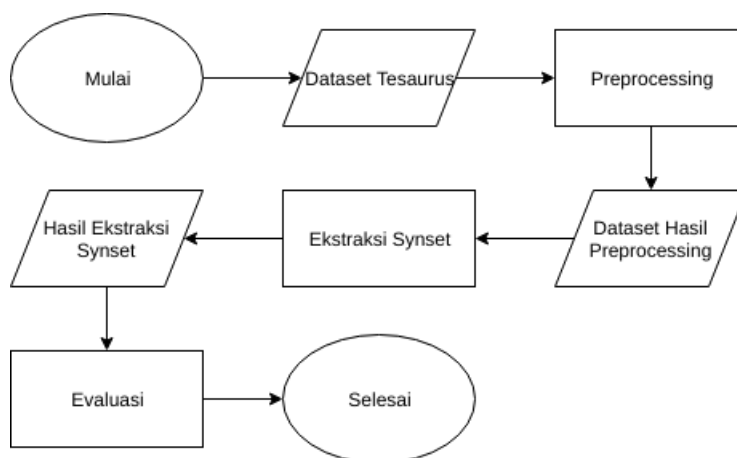 Mulai
Dataset Tesaurus
Preprocessing
Dataset Hasil
Preprocessing
Ekstraksi Synset
Hasil Ekstraksi
Synset
Evaluasi
Selesai